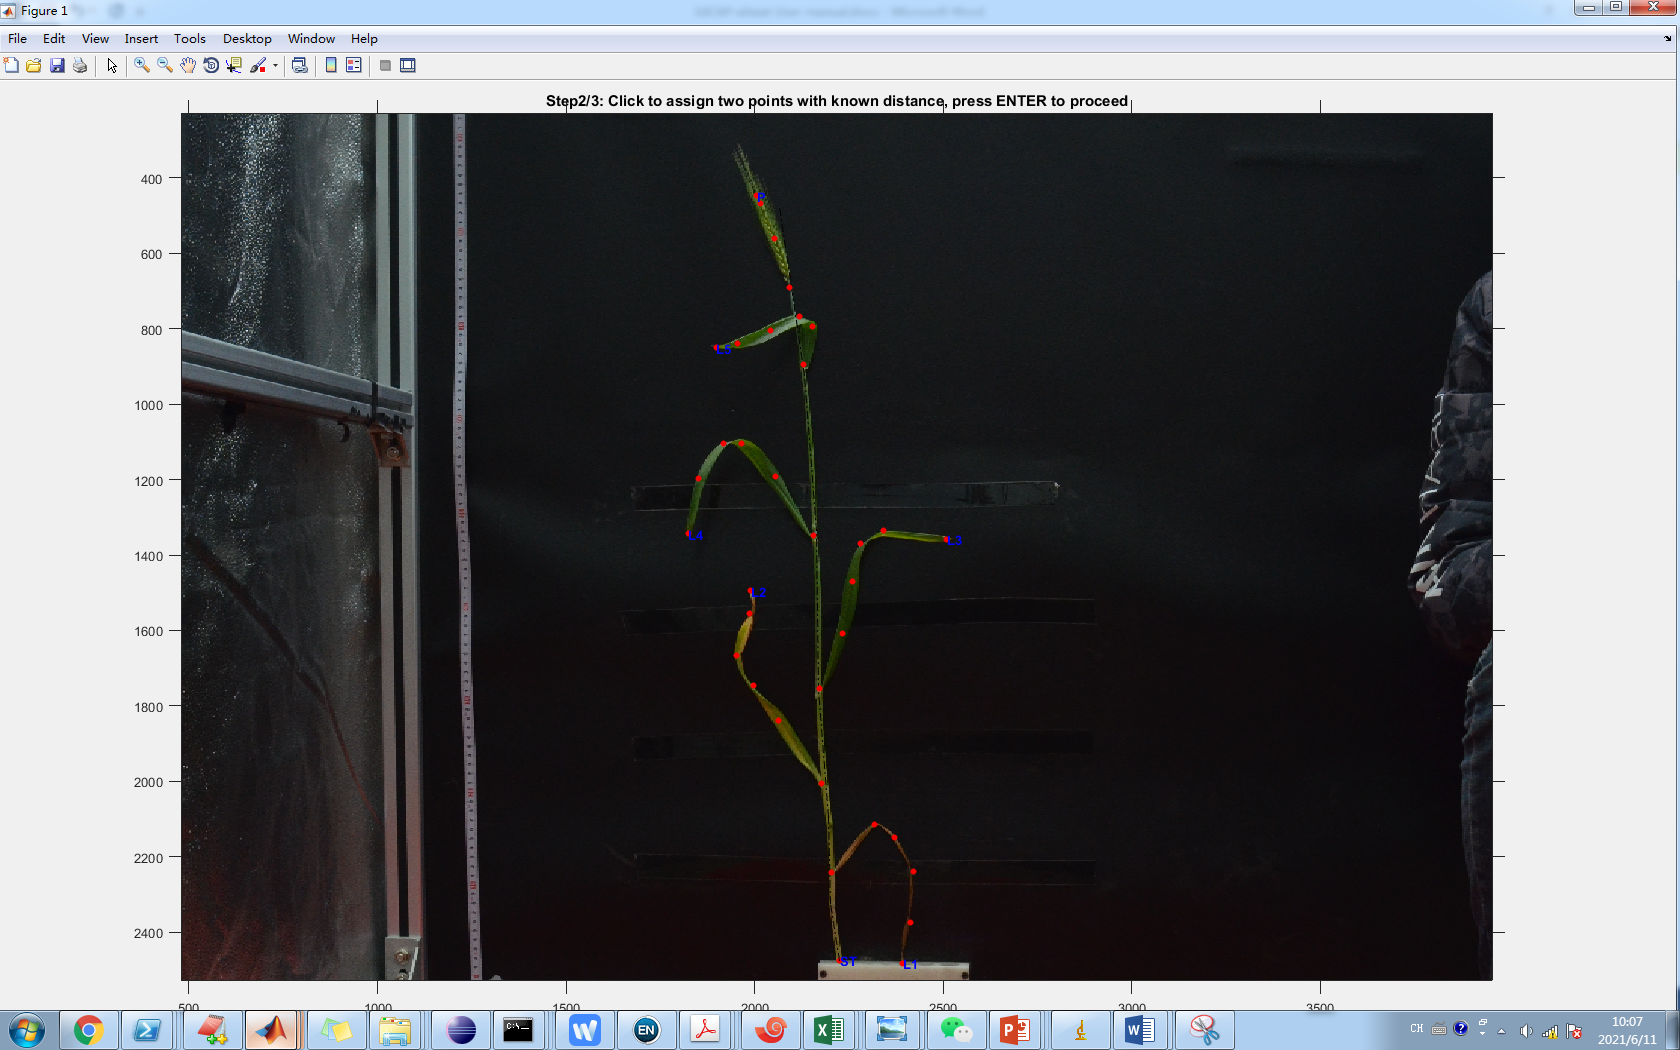 Figure 1
File Edit View Insert Tools Desktop Window Help
Step2/3: Click to assign two points with known distance, press ENTER to proceed
400
600
800
1000
1200
1400
1600
1800
2000
2200
2400
L5
L4
L3
L2
ST
L1
500 1000 1500 2000 2500 3000 3500
EN
CH
10:07
2021/6/11